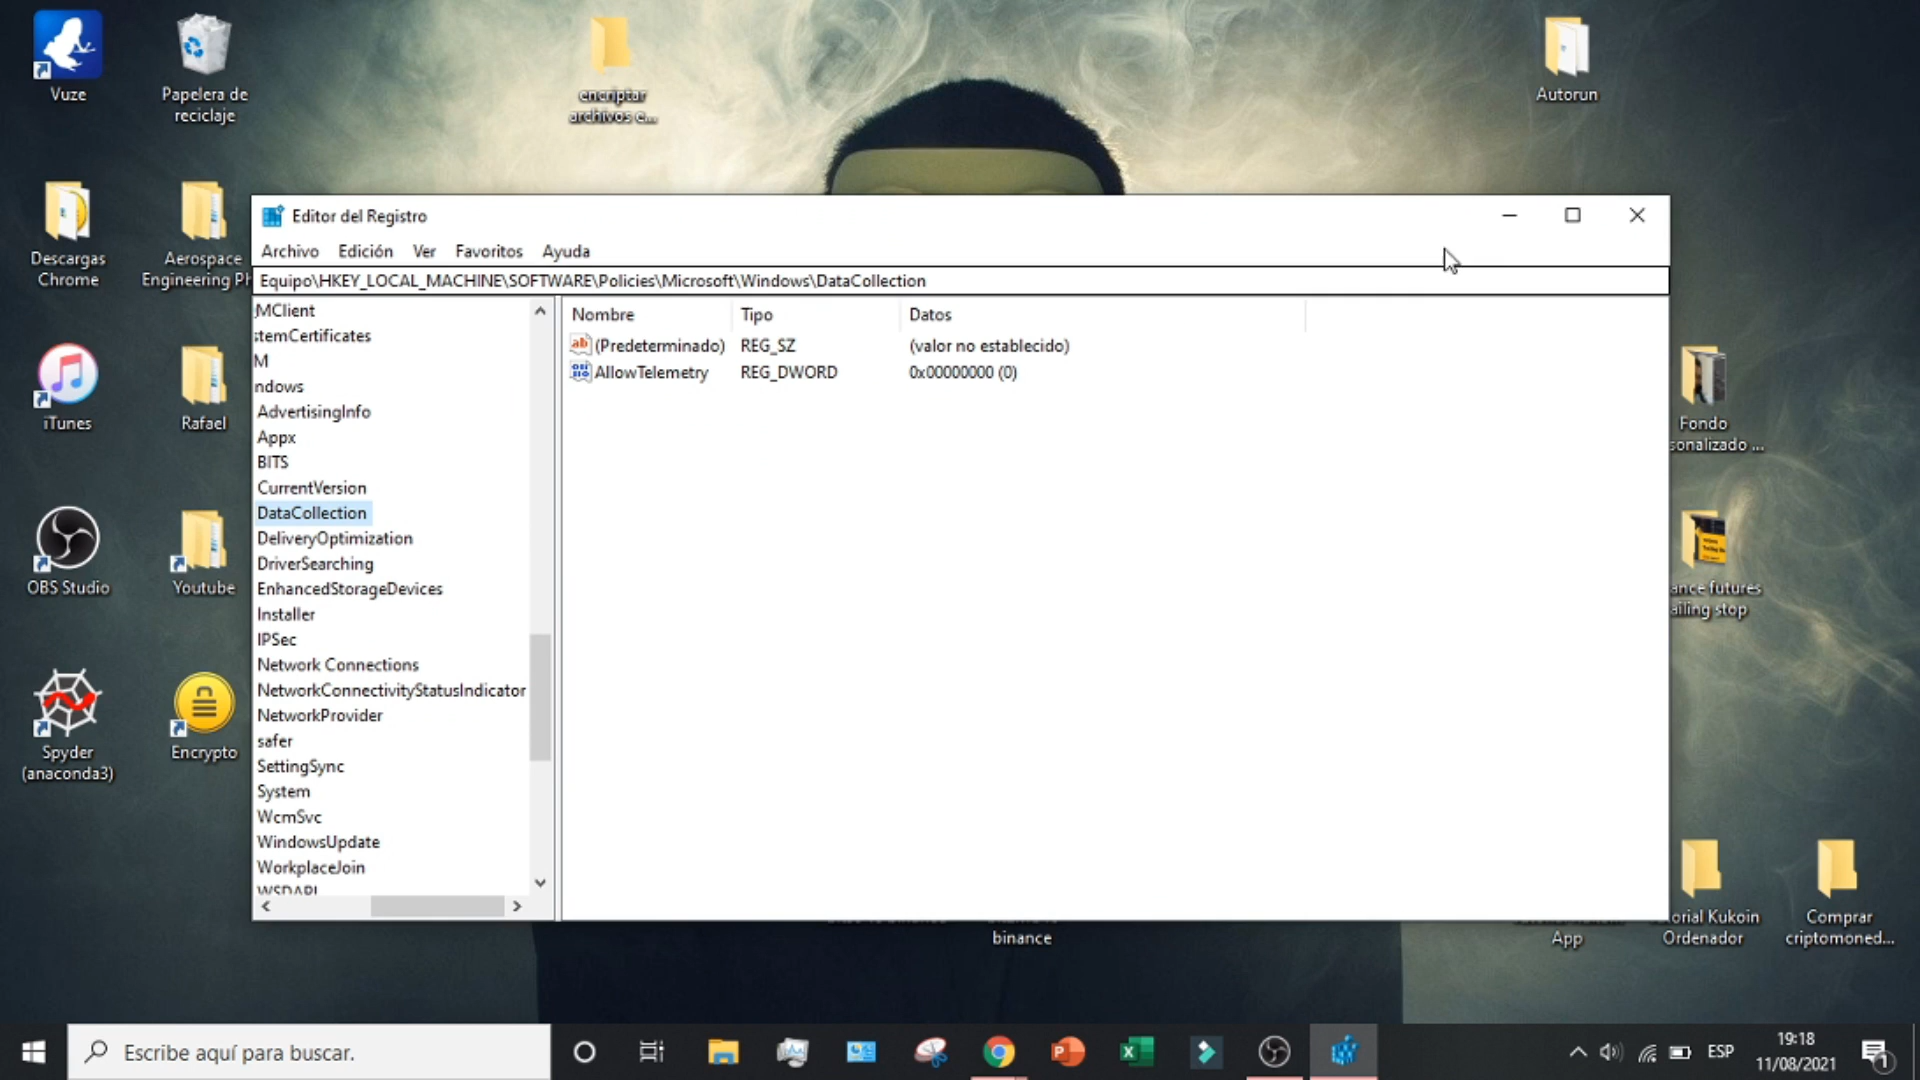 Vuze
Papelera de
reciclaje
encriptar
archivos e...
Autorun
Descargas
Chrome
Aerospace
Engineering Ph
iTunes
Rafael
OBS Studio
Youtube
Spyder
(anaconda3)
Encrypto
Editor del Registro
Archivo Edición Ver Favoritos Ayuda
Equipo\HKEY_LOCAL_MACHINE\SOFTWARE\Policies\Microsoft\Windows\DataCollection
MClient
stemCertificates
M
ndows
AdvertisingInfo
Appx
BITS
CurrentVersion
DataCollection
DeliveryOptimization
DriverSearching
EnhancedStorageDevices
Installer
IPSec
Network Connections
NetworkConnectivityStatusIndicator
NetworkProvider
safer
SettingSync
System
WcmSvc
WindowsUpdate
WorkplaceJoin
WSDAPI
Nombre Tipo Datos
(Predeterminado) REG_SZ (valor no establecido)
AllowTelemetry REG_DWORD 0x00000000 (0)
Fondo
sonalizado ...
ance futures
ailing stop
binance
App
orial Kukoin
Ordenador
Comprar
criptomoned...
Escribe aquí para buscar.
ESP
19:18
11/08/2021
1